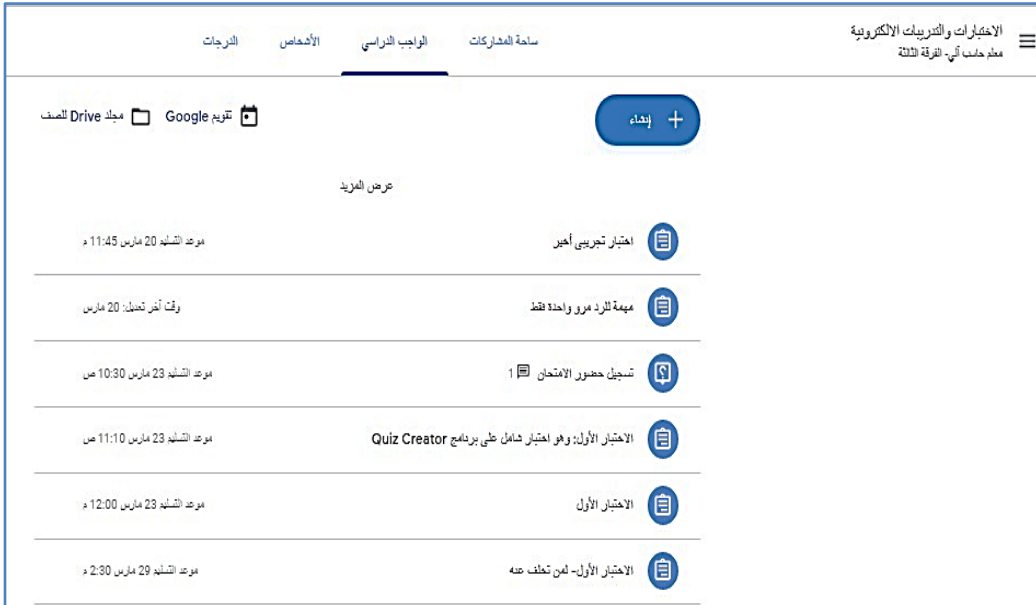 الاختبارات والتدريبات الالكترونية
معلم حاسب آلي- الفرقة الثالثة
ساحة المشاركات الواجب الدراسي الأشخاص الدرجات
إنشاء
تقويم Google مجلد Drive للصف
عرض المزيد
اختبار تجريبي أخير موعد التسليم 20 مارس 11:45 م
مهمة للرد مرو واحدة فقط وقت آخر تعديل: 20 مارس
تسجيل حضور الامتحان 1 موعد التسليم 23 مارس 10:30 ص
الاختبار الأول: وهو اختبار شامل على برنامج Quiz Creator موعد التسليم 23 مارس 11:10 ص
الاختبار الأول موعد التسليم 23 مارس 12:00 م
الاختبار الأول- لمن تخلف عنه موعد التسليم 29 مارس 2:30 م